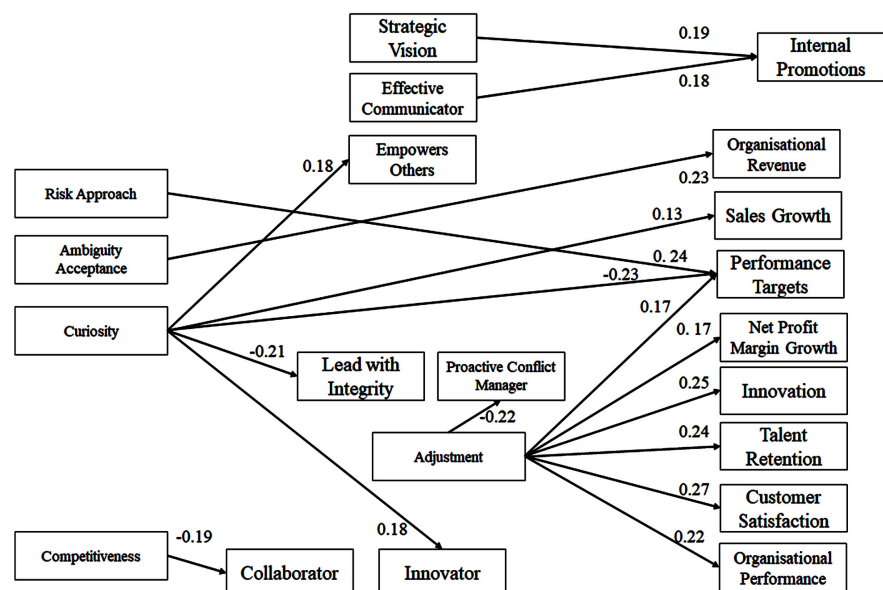 Strategic
Vision
0.19
Internal
Promotions
Effective
Communicator
0.18
Empowers
Others
0.18
Organisational
Revenue
0.23
Risk Approach
0.13
Sales Growth
Ambiguity
Acceptance
0. 24
-0.23
Performance
Targets
0.17
Curiosity
0. 17
Net Profit
Margin Growth
-0.21
Lead with
Integrity
Proactive Conflict
Manager
-0.22
0.25
Innovation
Adjustment
0.24
Talent
Retention
0.27
Customer
Satisfaction
0.22
Organisational
Performance
Competitiveness
-0.19
Collaborator
0.18
Innovator